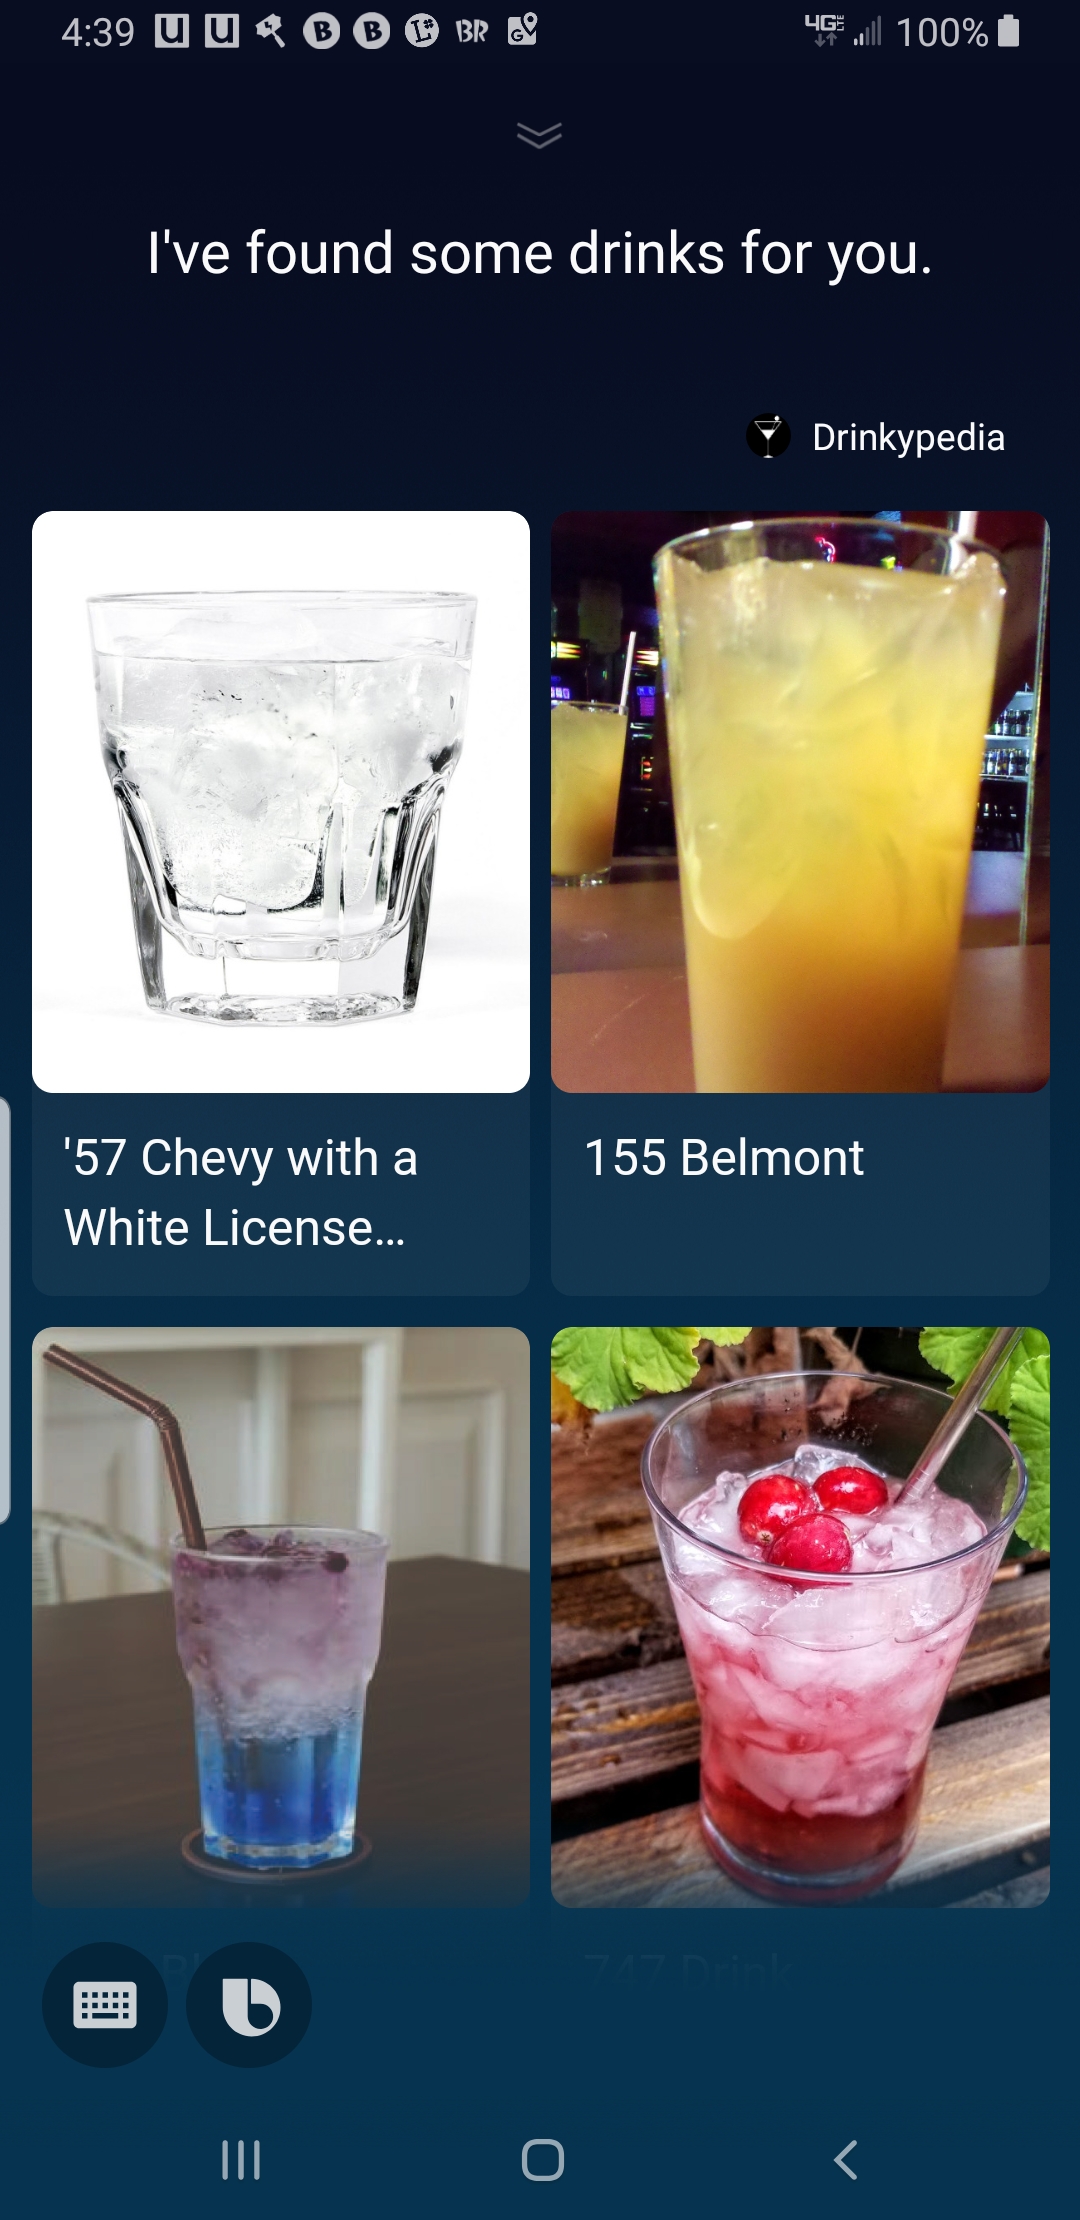 4:39
BR
4G LTE
100%
I've found some drinks for you.
Drinkypedia
'57 Chevy with a
White License...
155 Belmont
747 Drink